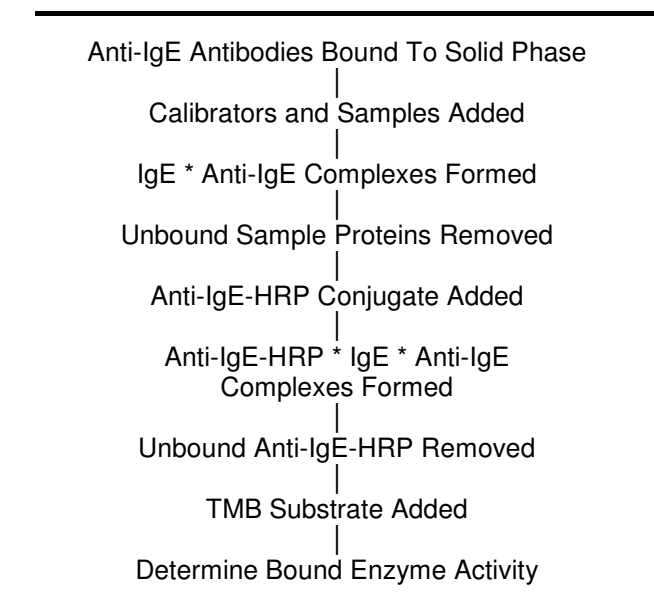 Anti-IgE Antibodies Bound To Solid Phase
Calibrators and Samples Added
IgE * Anti-IgE Complexes Formed
Unbound Sample Proteins Removed
Anti-IgE-HRP Conjugate Added
Anti-IgE-HRP * IgE * Anti-IgE
Complexes Formed
Unbound Anti-IgE-HRP Removed
TMB Substrate Added
Determine Bound Enzyme Activity